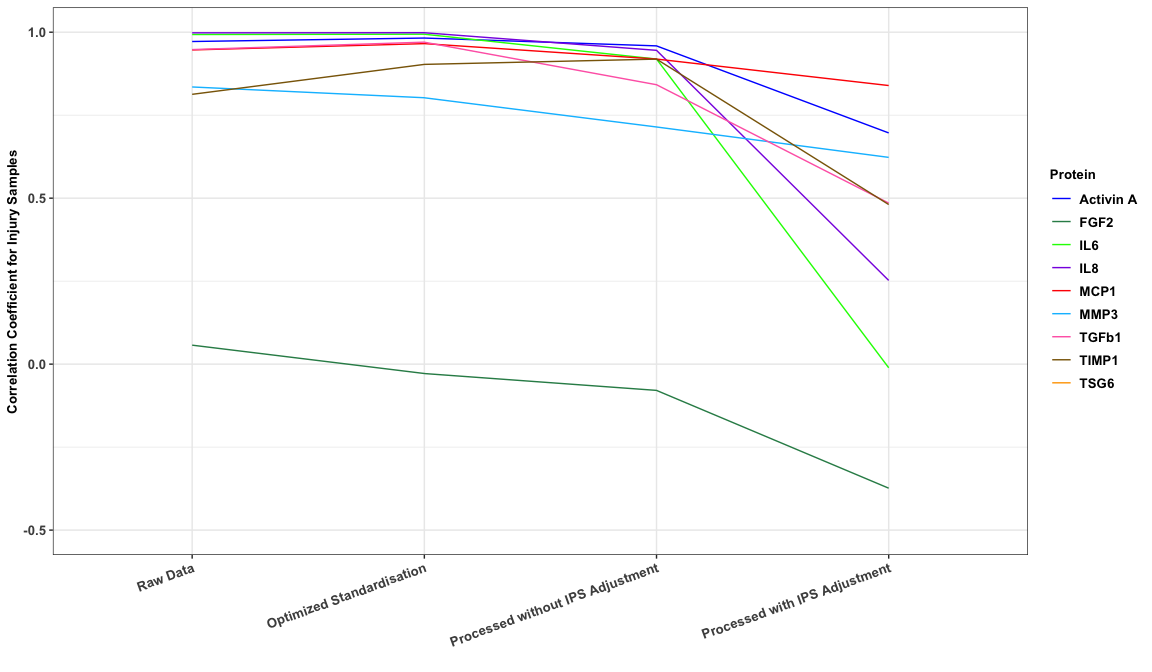 Correlation Coefficient for Injury Samples
1.0
0.5
0.0
-0.5
Raw Data
Optimized Standardisation
Processed without IPS Adjustment
Processed with IPS Adjustment
Protein
Activin A
FGF2
IL6
IL8
MCP1
MMP3
TGFb1
TIMP1
TSG6